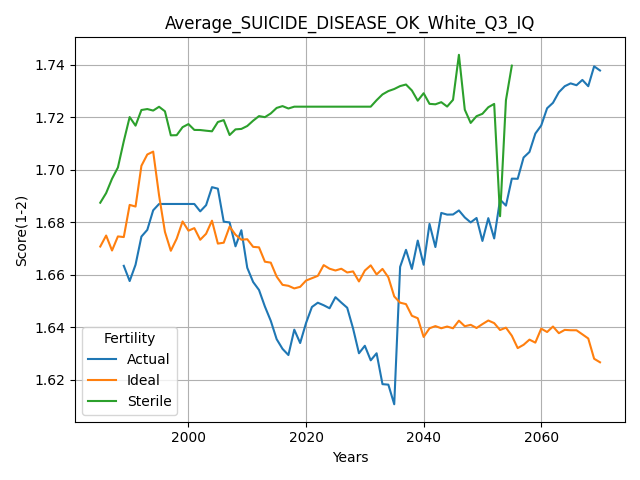 Average_SUICIDE_DISEASE_OK_White_Q3_IQ
Score(1-2)
1.74
1.72
1.70
1.68
1.66
1.64
1.62
Fertility
Actual
Ideal
Sterile
2000
2020
2040
2060
Years